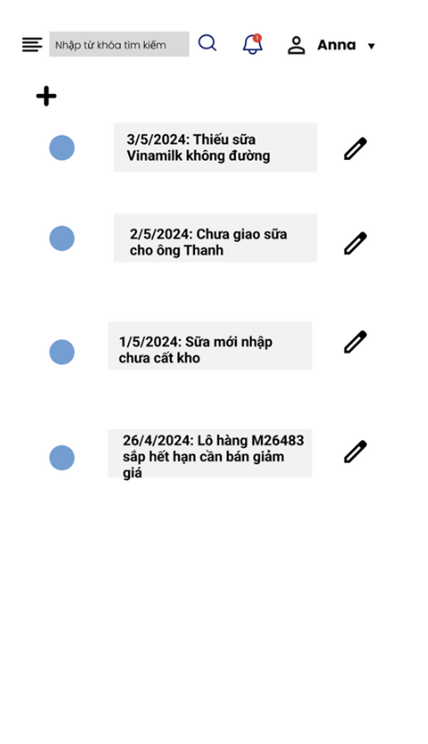 Nhập từ khóa tìm kiếm
1
Anna
3/5/2024: Thiếu sữa
Vinamilk không đường
2/5/2024: Chưa giao sữa
cho ông Thanh
1/5/2024: Sữa mới nhập
chưa cất kho
26/4/2024: Lô hàng M26483
sắp hết hạn cần bán giảm
giá